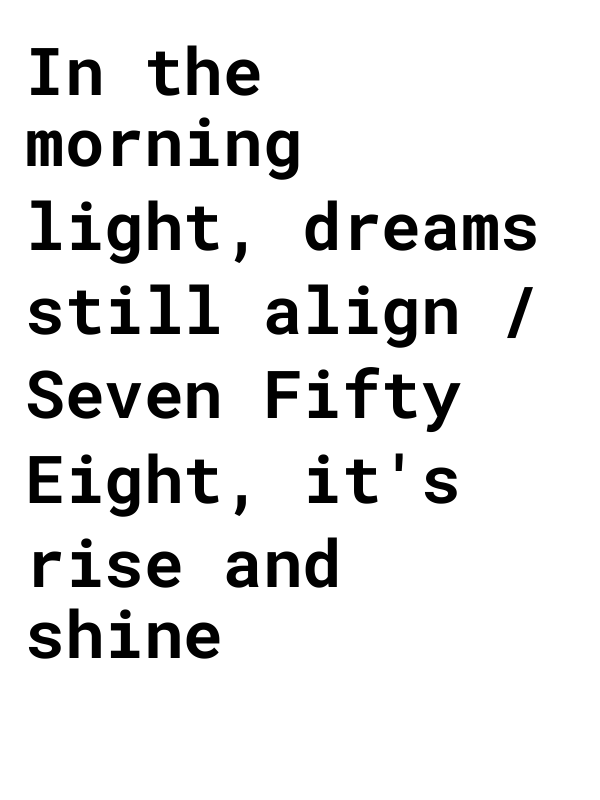 In the
morning
light, dreams
still align /
Seven Fifty
Eight, it's
rise and
shine